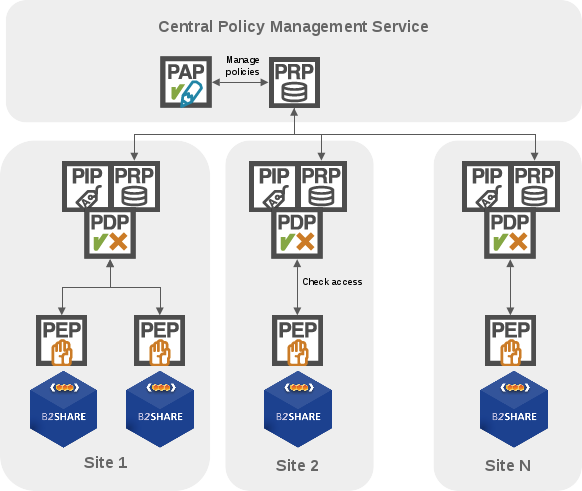 Central Policy Management Service
PAP
Manage
policies
PRP
PIP
PRP
PDP
PIP
PRP
PDP
PIP
PRP
PDP
Check access
PEP
PEP
PEP
PEP
B2SHARE
B2SHARE
B2SHARE
B2SHARE
Site 1
Site 2
Site N